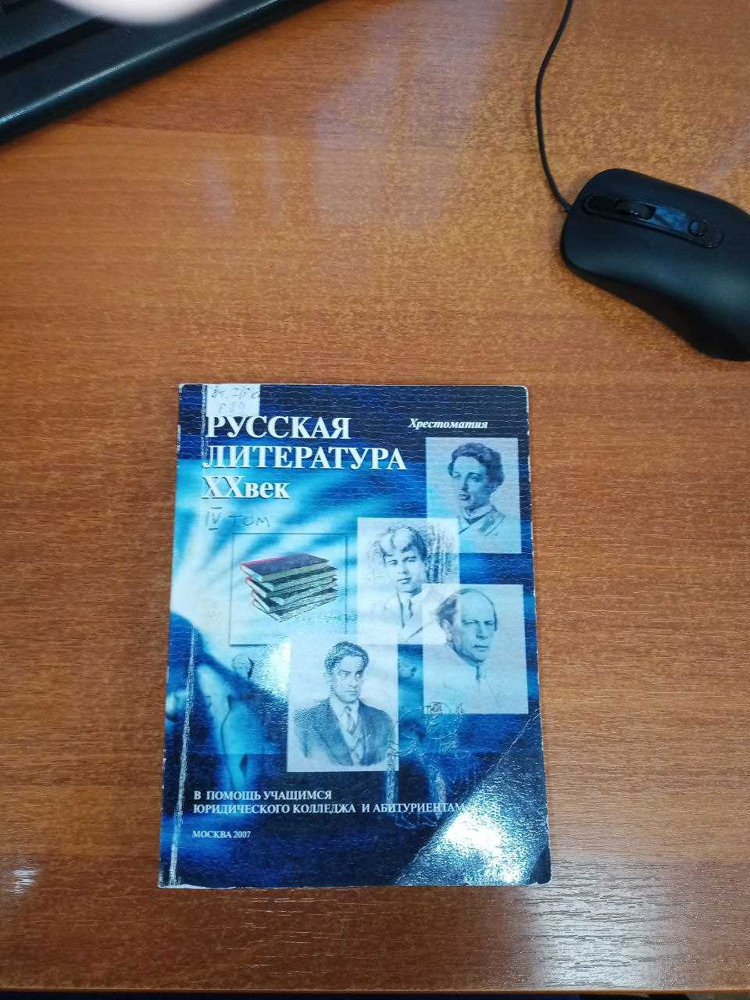 РУССКАЯ
ЛИТЕРАТУРА
XXвек
Хрестоматия
IV том
В ПОМОЩЬ УЧАЩИМСЯ
ЮРИДИЧЕСКОГО КОЛЛЕДЖА И АБИТУРИЕНТАМ
МОСКВА 2007